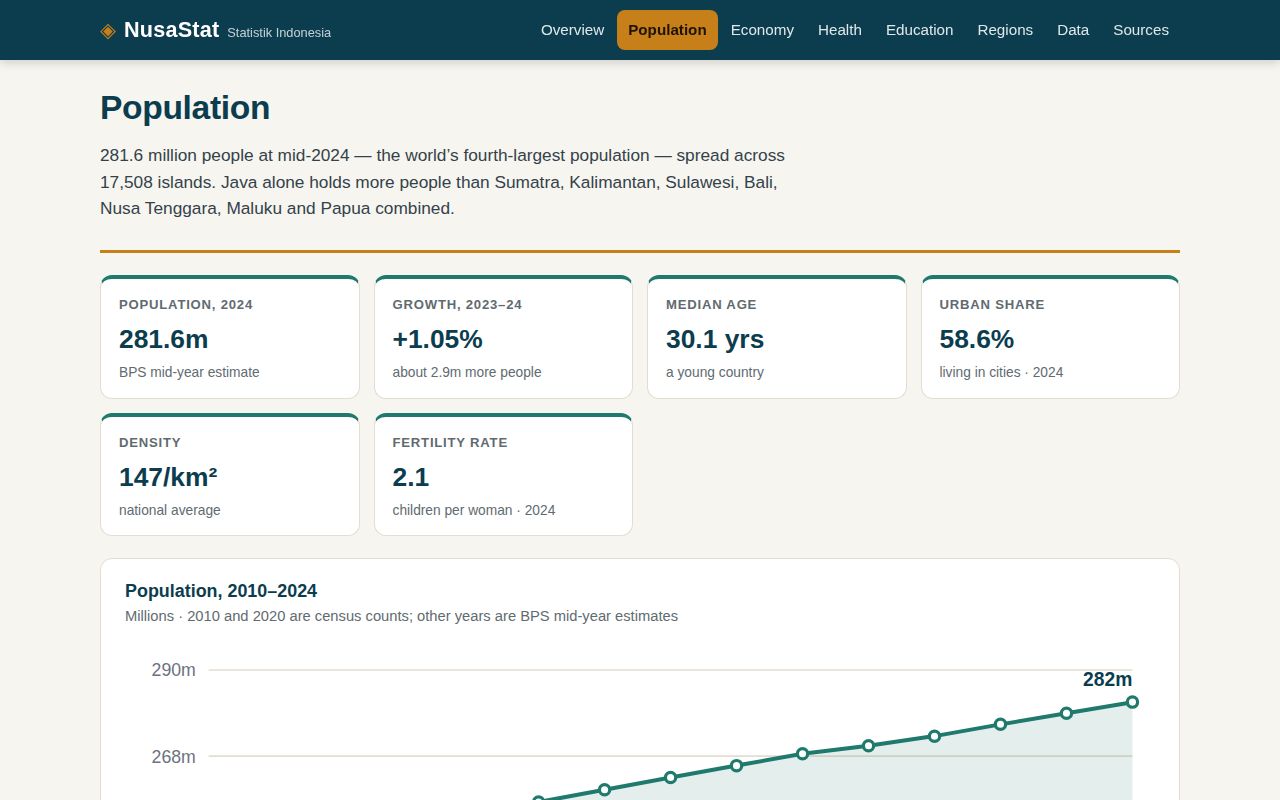 ◈ NusaStat Statistik Indonesia
Overview Population Economy Health Education Regions Data Sources
Population
281.6 million people at mid-2024 — the world’s fourth-largest population — spread across
17,508 islands. Java alone holds more people than Sumatra, Kalimantan, Sulawesi, Bali,
Nusa Tenggara, Maluku and Papua combined.
POPULATION, 2024
281.6m
BPS mid-year estimate
GROWTH, 2023–24
+1.05%
about 2.9m more people
MEDIAN AGE
30.1 yrs
a young country
URBAN SHARE
58.6%
living in cities · 2024
DENSITY
147/km²
national average
FERTILITY RATE
2.1
children per woman · 2024
Population, 2010–2024
Millions · 2010 and 2020 are census counts; other years are BPS mid-year estimates
290m
282m
268m